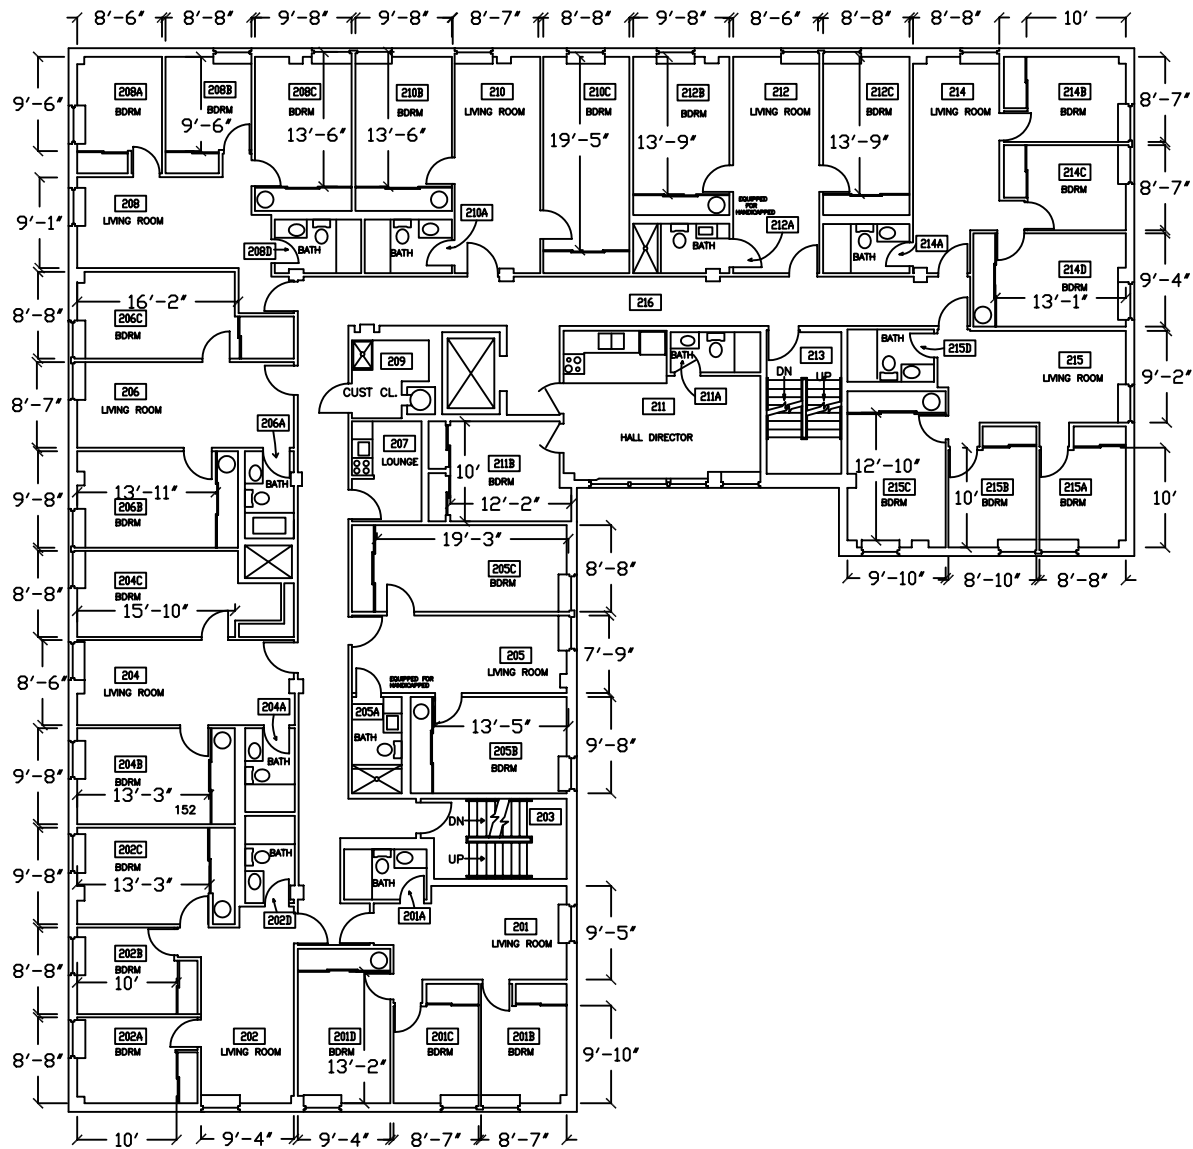 8'-6" 8'-8" 9'-8" 9'-8" 8'-7" 8'-8" 9'-8" 8'-6" 8'-8" 8'-8" 10'
208A
BDRM
208B
BDRM
9'-6"
208C
BDRM
13'-6"
210B
BDRM
13'-6"
210
LIVING ROOM
210C
BDRM
19'-5"
212B
BDRM
13'-9"
212
LIVING ROOM
212C
BDRM
13'-9"
214
LIVING ROOM
214B
BDRM
9'-6"
8'-7"
214C
BDRM
8'-7"
208
LIVING ROOM
9'-1"
208D
BATH
210A
BATH
EQUIPPED
FOR
HANDICAPPED
212A
BATH
214A
BATH
214D
BDRM
13'-1"
9'-4"
16'-2"
206C
BDRM
8'-8"
216
209
CUST CL.
BATH
211A
213
DN
UP
BATH
215D
215
LIVING ROOM
9'-2"
206
LIVING ROOM
8'-7"
206A
BATH
207
LOUNGE
211
HALL DIRECTOR
10'
211B
BDRM
12'-2"
12'-10"
215C
BDRM
10'
215B
BDRM
215A
BDRM
10'
9'-8"
13'-11"
206B
BDRM
19'-3"
205C
BDRM
8'-8"
9'-10" 8'-10" 8'-8"
8'-8"
204C
BDRM
15'-10"
205
LIVING ROOM
7'-9"
8'-6"
204
LIVING ROOM
204A
BATH
EQUIPPED FOR
HANDICAPPED
205A
BATH
13'-5"
205B
BDRM
9'-8"
9'-8"
204B
BDRM
13'-3"
152
DN
UP
203
9'-8"
202C
BDRM
13'-3"
BATH
202D
BATH
201A
201
LIVING ROOM
9'-5"
8'-8"
202B
BDRM
10'
8'-8"
202A
BDRM
202
LIVING ROOM
201D
BDRM
13'-2"
201C
BDRM
201B
BDRM
9'-10"
10' 9'-4" 9'-4" 8'-7" 8'-7"